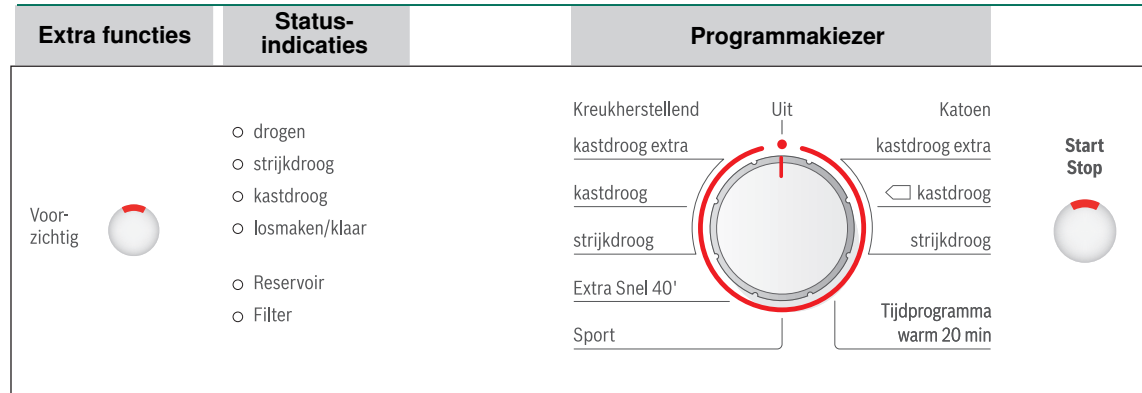 Extra functies
Status-
indicaties
Programmakiezer
Voor-
zichtig
drogen
strijkdroog
kastdroog
losmaken/klaar
Reservoir
Filter
Kreukherstellend
kastdroog extra
kastdroog
strijkdroog
Extra Snel 40'
Sport
Uit
Katoen
kastdroog extra
kastdroog
strijkdroog
Tijdprogramma
warm 20 min
Start
Stop